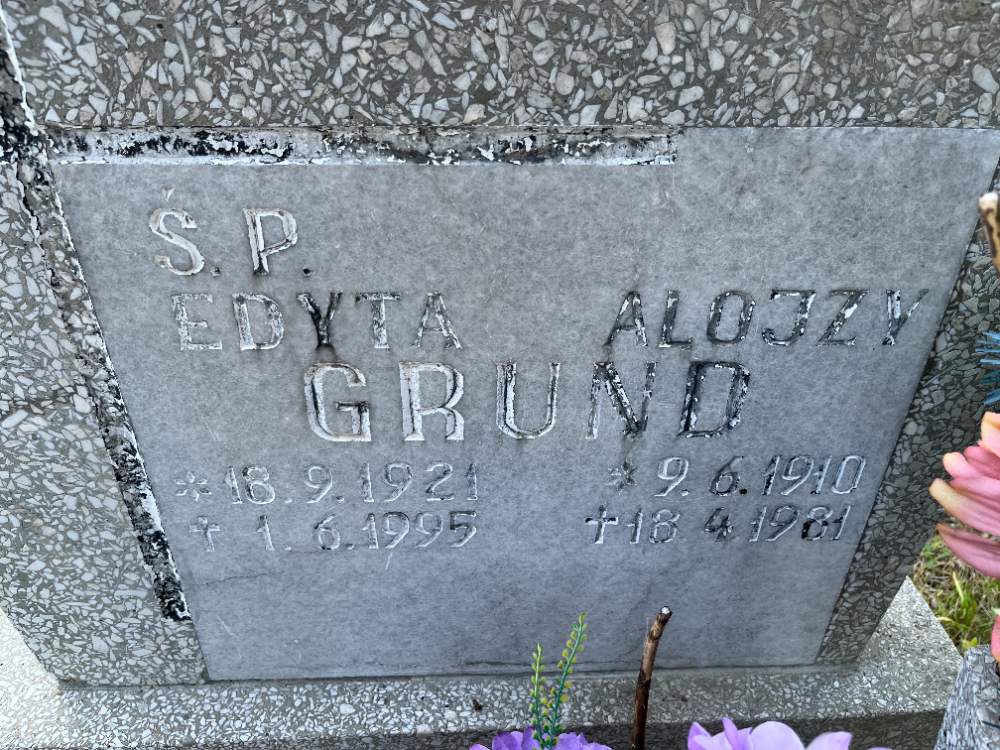 Ś.P.
EDYTA ALOJZY
GRUND
* 18.9.1921 * 9.6.1910
† 1.6.1995 † 18.4.1981